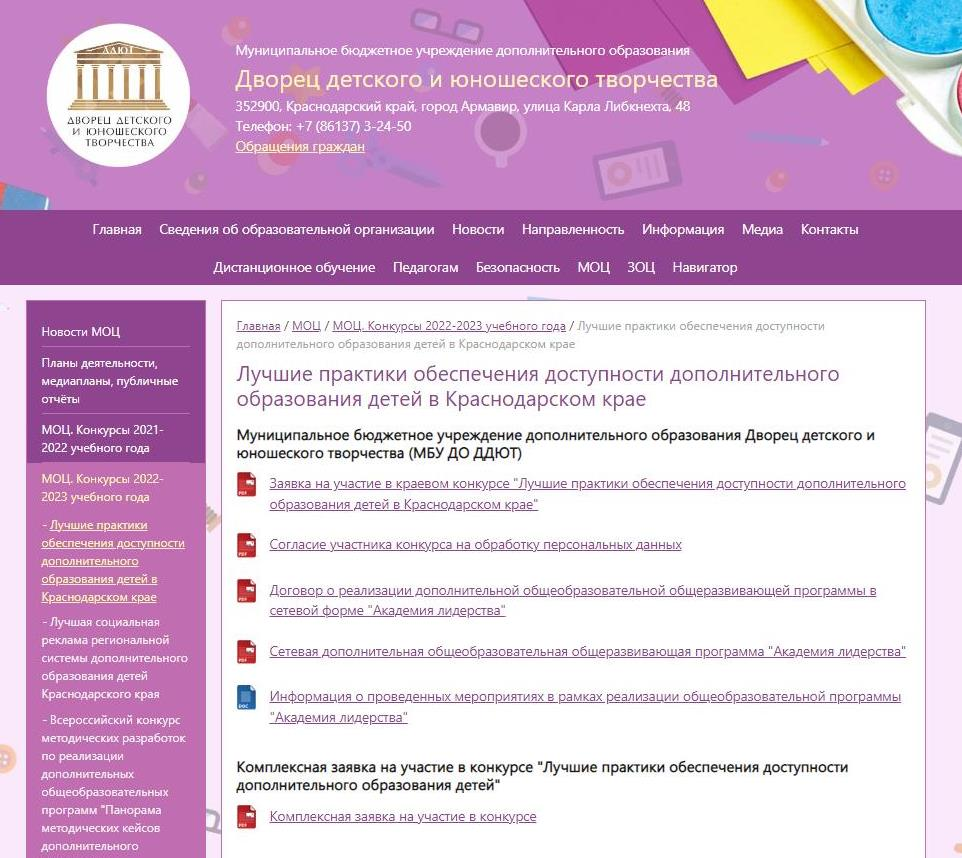 ДДЮТ
ДВОРЕЦ ДЕТСКОГО
И ЮНОШЕСКОГО
ТВОРЧЕСТВА
Муниципальное бюджетное учреждение дополнительного образования
Дворец детского и юношеского творчества
352900, Краснодарский край, город Армавир, улица Карла Либкнехта, 48
Телефон: +7 (86137) 3-24-50
Обращения граждан
Главная Сведения об образовательной организации Новости Направленность Информация Медиа Контакты
Дистанционное обучение Педагогам Безопасность МОЦ ЗОЦ Навигатор
Новости МОЦ
Планы деятельности,
медиапланы, публичные
отчёты
МОЦ. Конкурсы 2021-
2022 учебного года
МОЦ. Конкурсы 2022-
2023 учебного года
- Лучшие практики
обеспечения доступности
дополнительного
образования детей в
Краснодарском крае
- Лучшая социальная
реклама региональной
системы дополнительного
образования детей
Краснодарского края
- Всероссийский конкурс
методических разработок
по реализации
дополнительных
общеобразовательных
программ "Панорама
методических кейсов
дополнительного
Главная / МОЦ / МОЦ. Конкурсы 2022-2023 учебного года / Лучшие практики обеспечения доступности
дополнительного образования детей в Краснодарском крае
Лучшие практики обеспечения доступности дополнительного
образования детей в Краснодарском крае
Муниципальное бюджетное учреждение дополнительного образования Дворец детского и
юношеского творчества (МБУ ДО ДДЮТ)
PDF Заявка на участие в краевом конкурсе "Лучшие практики обеспечения доступности дополнительного
образования детей в Краснодарском крае"
PDF Согласие участника конкурса на обработку персональных данных
PDF Договор о реализации дополнительной общеобразовательной общеразвивающей программы в
сетевой форме "Академия лидерства"
PDF Сетевая дополнительная общеобразовательная общеразвивающая программа "Академия лидерства"
DOC Информация о проведенных мероприятиях в рамках реализации общеобразовательной программы
"Академия лидерства"
Комплексная заявка на участие в конкурсе "Лучшие практики обеспечения доступности
дополнительного образования детей"
PDF Комплексная заявка на участие в конкурсе